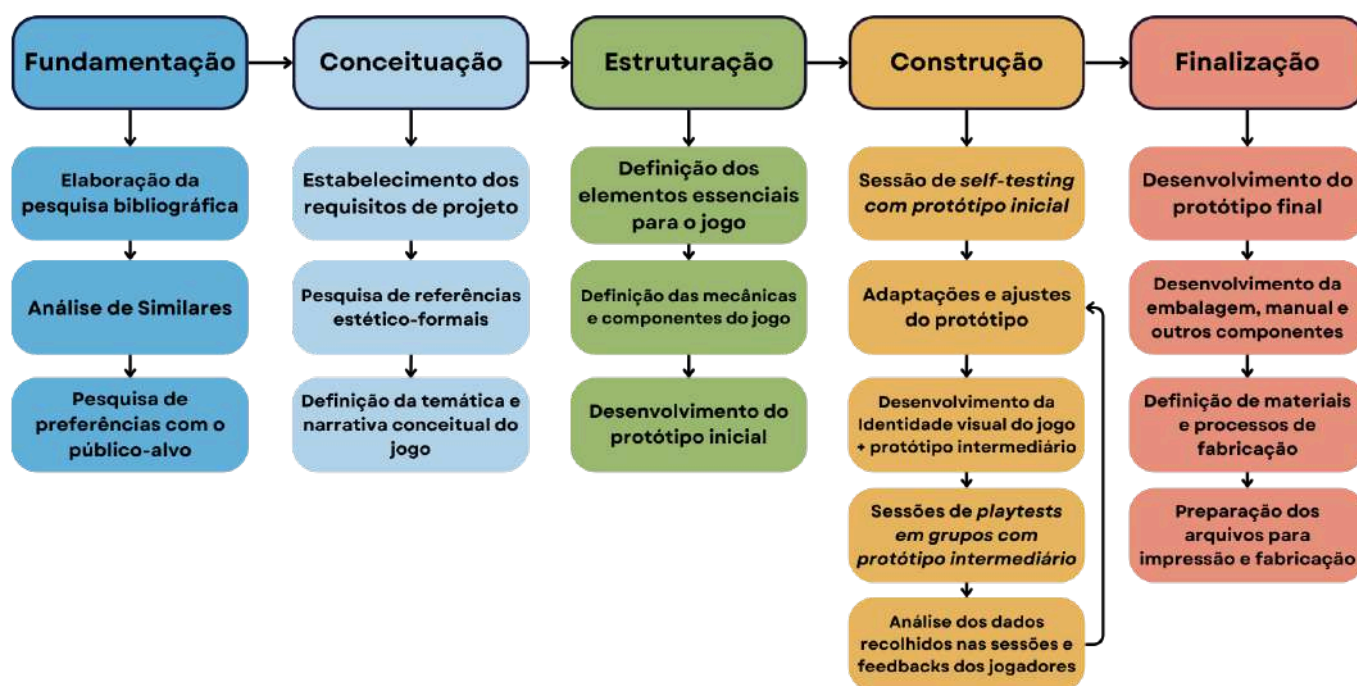 Fundamentação
Conceituação
Estruturação
Construção
Finalização
Elaboração da
pesquisa bibliográfica
Análise de Similares
Pesquisa de
preferências com o
público-alvo
Estabelecimento dos
requisitos de projeto
Pesquisa de referências
estético-formais
Definição da temática e
narrativa conceitual do
jogo
Definição dos
elementos essenciais
para o jogo
Definição das mecânicas
e componentes do jogo
Desenvolvimento do
protótipo inicial
Sessão de self-testing
com protótipo inicial
Adaptações e ajustes
do protótipo
Desenvolvimento da
Identidade visual do jogo
+ protótipo intermediário
Sessões de playtests
em grupos com
protótipo intermediário
Análise dos dados
recolhidos nas sessões e
feedbacks dos jogadores
Desenvolvimento do
protótipo final
Desenvolvimento da
embalagem, manual e
outros componentes
Definição de materiais
e processos de
fabricação
Preparação dos
arquivos para
impressão e fabricação